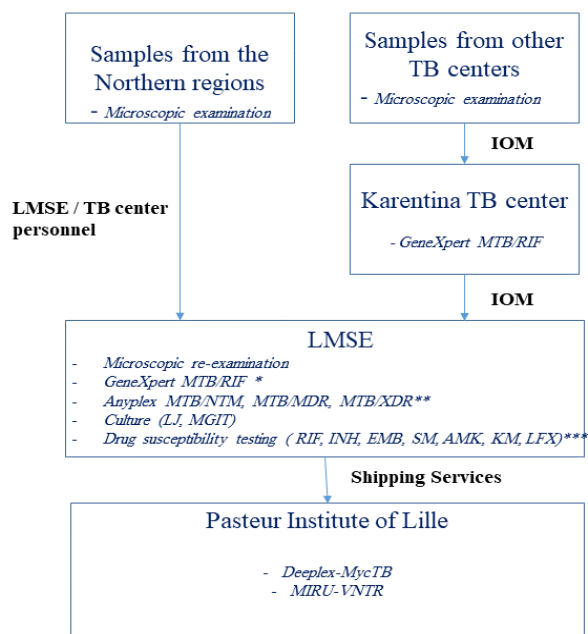 Samples from the
Northern regions
- Microscopic examination
Samples from other
TB centers
- Microscopic examination
IOM
LMSE / TB center
personnel
Karentina TB center
- GeneXpert MTB/RIF
IOM
LMSE
- Microscopic re-examination
- GeneXpert MTB/RIF *
- Anyplex MTB/NTM, MTB/MDR, MTB/XDR**
- Culture (LJ, MGIT)
- Drug susceptibility testing ( RIF, INH, EMB, SM, AMK, KM, LFX)***
Shipping Services
Pasteur Institute of Lille
- Deeplex-MycTB
- MIRU-VNTR